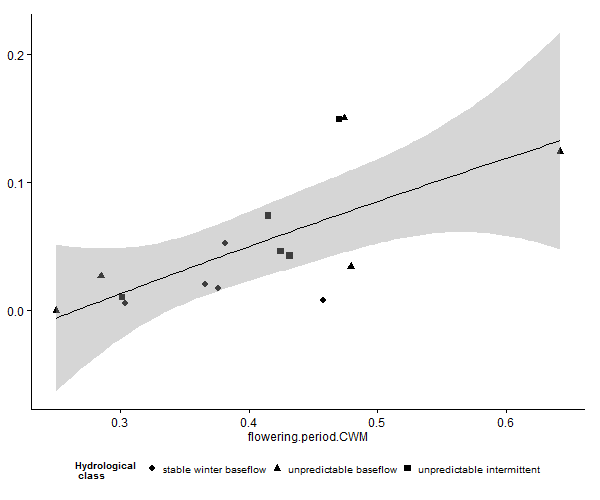 0.2
0.1
0.0
0.3 0.4 0.5 0.6
flowering.period.CWM
Hydrological
class
stable winter baseflow unpredictable baseflow unpredictable intermittent